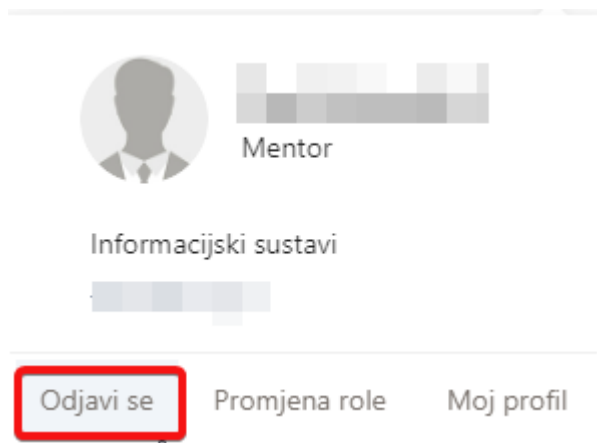 Mentor
Informacijski sustavi
Odjavi se Promjena role Moj profil